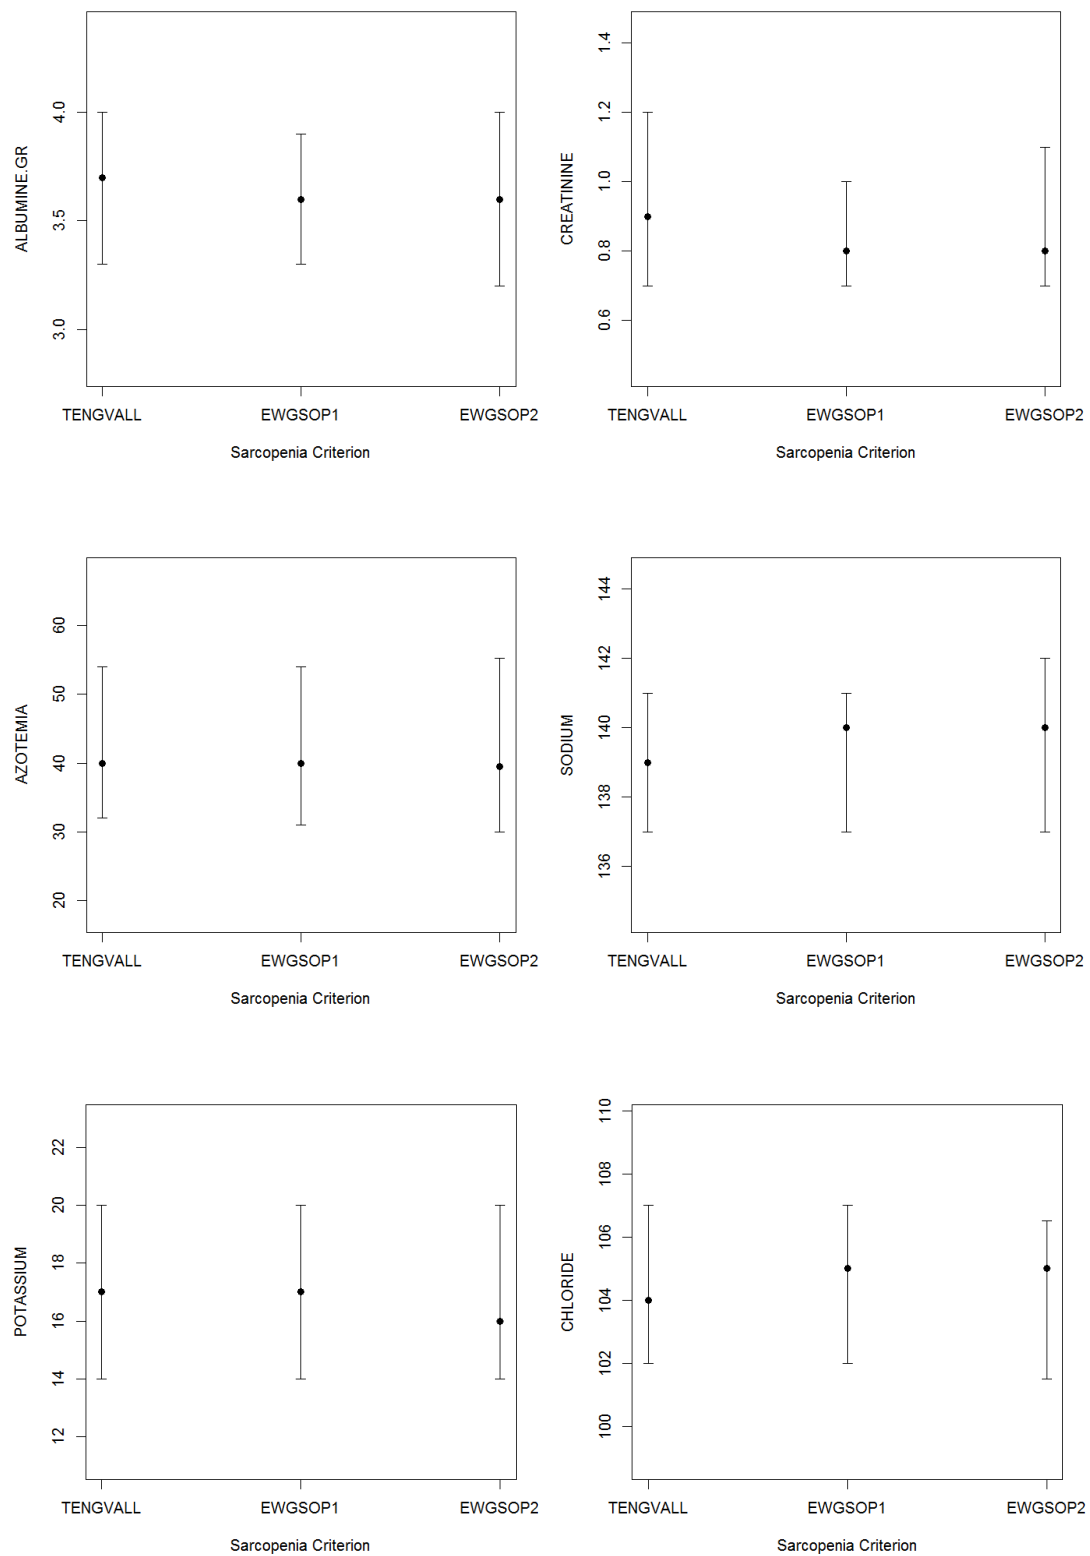 ALBUMINE.GR
4.0
3.5
3.0
TENGVALL EWGSOP1 EWGSOP2
Sarcopenia Criterion
CREATININE
1.4
1.2
1.0
0.8
0.6
TENGVALL EWGSOP1 EWGSOP2
Sarcopenia Criterion
AZOTEMIA
60
50
40
30
20
TENGVALL EWGSOP1 EWGSOP2
Sarcopenia Criterion
SODIUM
144
142
140
138
136
TENGVALL EWGSOP1 EWGSOP2
Sarcopenia Criterion
POTASSIUM
22
20
18
16
14
12
TENGVALL EWGSOP1 EWGSOP2
Sarcopenia Criterion
CHLORIDE
110
108
106
104
102
100
TENGVALL EWGSOP1 EWGSOP2
Sarcopenia Criterion